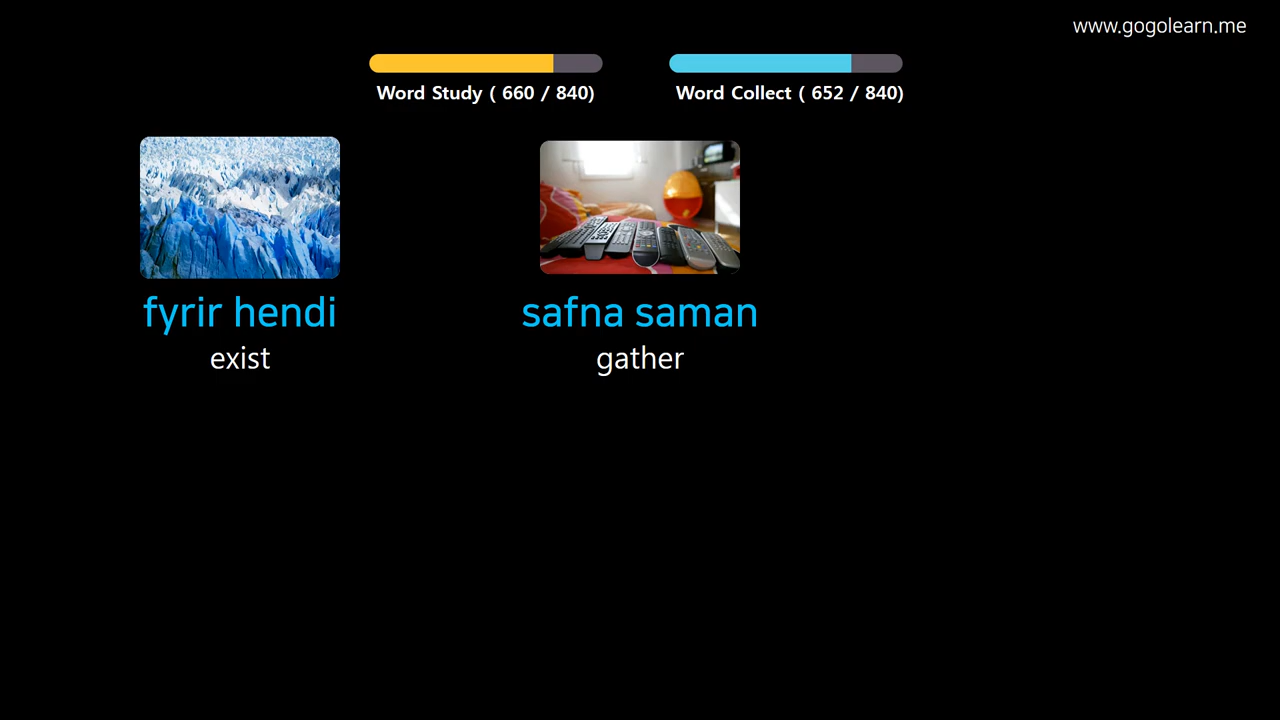 www.gogolearn.me
Word Study ( 660 / 840)
Word Collect ( 652 / 840)
fyrir hendi
exist
safna saman
gather